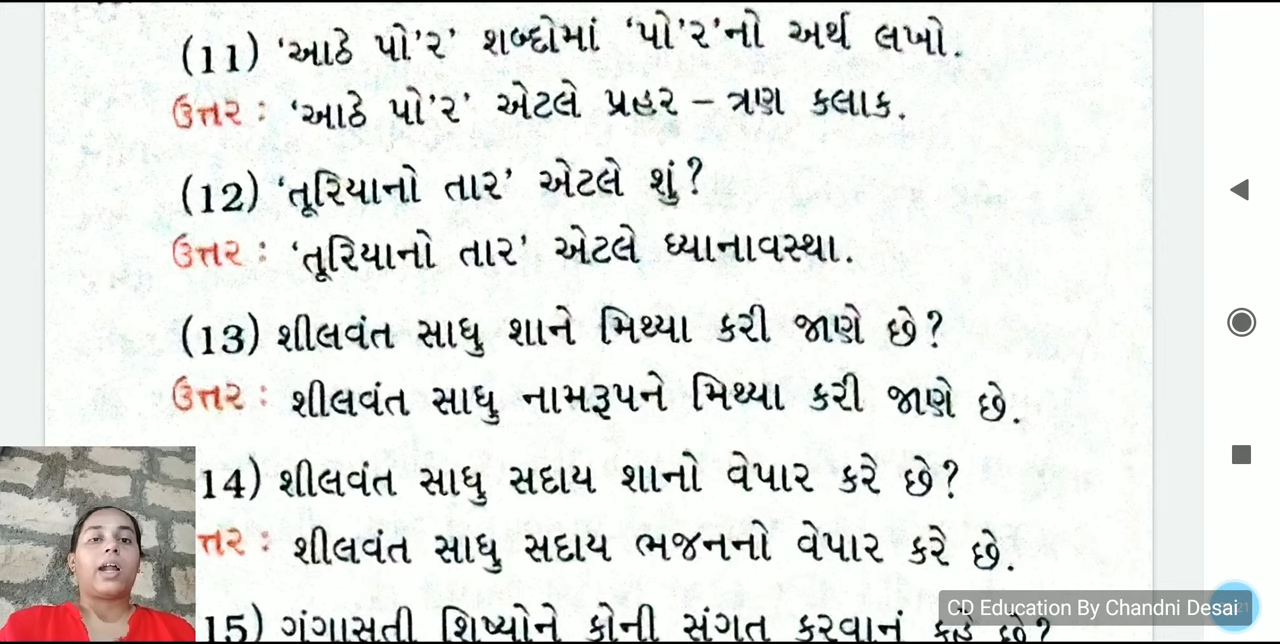 (11) ‘આઠે પો’ર’ શબ્દોમાં ‘પો’ર’નો અર્થ લખો.
ઉત્તર : ‘આઠે પો’ર’ એટલે પ્રહર – ત્રણ કલાક.
(12) ‘તૂરિયાનો તાર’ એટલે શું?
ઉત્તર : ‘તૂરિયાનો તાર’ એટલે ધ્યાનાવસ્થા.
(13) શીલવંત સાધુ શાને મિથ્યા કરી જાણે છે?
ઉત્તર : શીલવંત સાધુ નામરૂપને મિથ્યા કરી જાણે છે.
14) શીલવંત સાધુ સદાય શાનો વેપાર કરે છે?
ત્તર : શીલવંત સાધુ સદાય ભજનનો વેપાર કરે છે.
15) ગંગાસતી શિષ્યોને કોની સંગત કરવાનું કહે છે?
CD Education By Chandni Desai